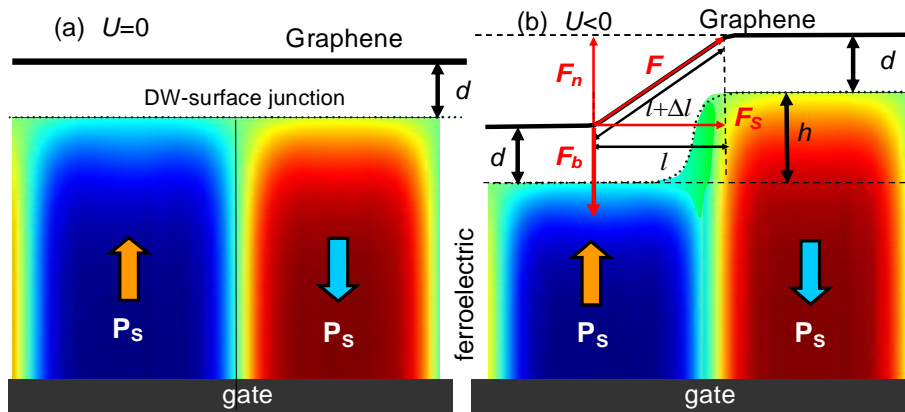 (a) U=0
Graphene
d
DW-surface junction
P_S
P_S
gate
(b) U<0
Graphene
F_n
F
d
l+Δl
F_S
d
F_b
l
h
ferroelectric
P_S
P_S
gate